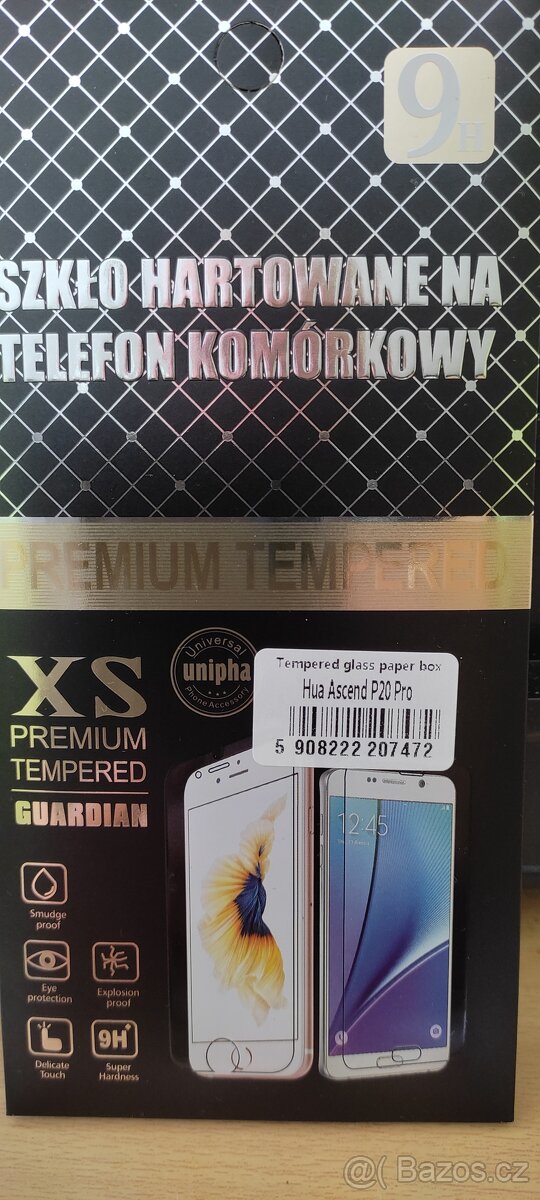 9H
SZKŁO HARTOWANE NA
TELEFON KOMÓRKOWY
PREMIUM TEMPERED
XS
PREMIUM
TEMPERED
GUARDIAN
Universal
unipha
Phone Accessory
Tempered glass paper box
Hua Ascend P20 Pro
5 908222 207472
12:45
Smudge
proof
Eye
protection
Explosion
proof
Delicate
Touch
9H
Super
Hardness
@( Bazos.cz